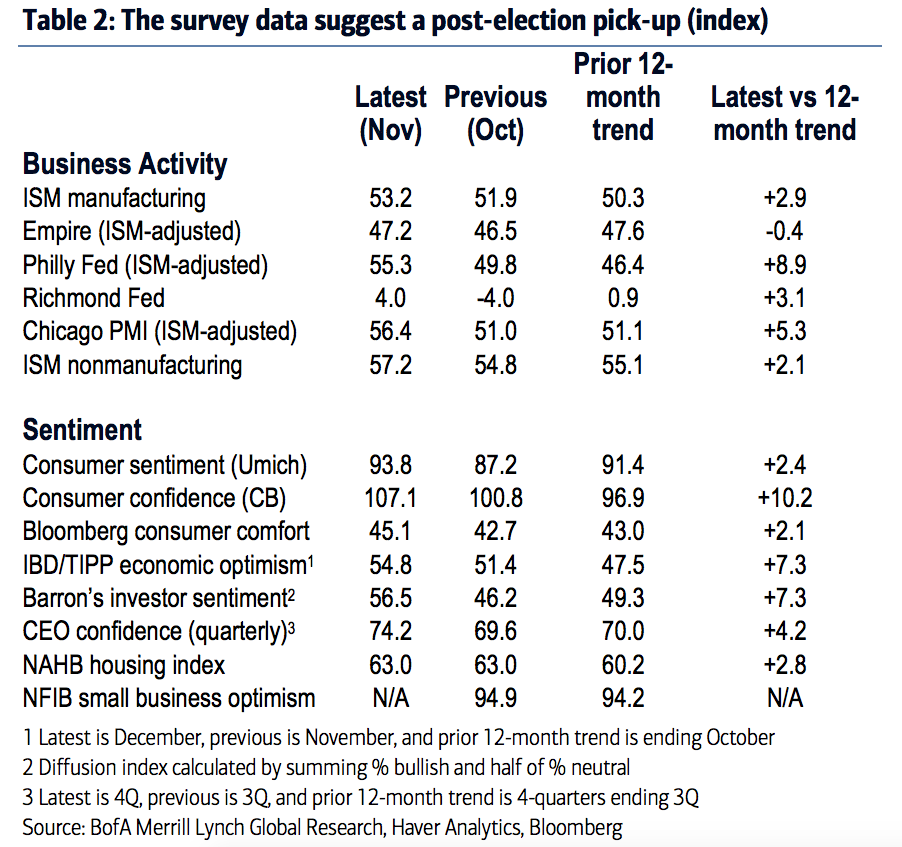 Table 2: The survey data suggest a post-election pick-up (index)
Latest (Nov) Previous (Oct) Prior 12-month trend Latest vs 12-month trend
Business Activity
ISM manufacturing 53.2 51.9 50.3 +2.9
Empire (ISM-adjusted) 47.2 46.5 47.6 -0.4
Philly Fed (ISM-adjusted) 55.3 49.8 46.4 +8.9
Richmond Fed 4.0 -4.0 0.9 +3.1
Chicago PMI (ISM-adjusted) 56.4 51.0 51.1 +5.3
ISM nonmanufacturing 57.2 54.8 55.1 +2.1
Sentiment
Consumer sentiment (Umich) 93.8 87.2 91.4 +2.4
Consumer confidence (CB) 107.1 100.8 96.9 +10.2
Bloomberg consumer comfort 45.1 42.7 43.0 +2.1
IBD/TIPP economic optimism¹ 54.8 51.4 47.5 +7.3
Barron’s investor sentiment² 56.5 46.2 49.3 +7.3
CEO confidence (quarterly)³ 74.2 69.6 70.0 +4.2
NAHB housing index 63.0 63.0 60.2 +2.8
NFIB small business optimism N/A 94.9 94.2 N/A
1 Latest is December, previous is November, and prior 12-month trend is ending October
2 Diffusion index calculated by summing % bullish and half of % neutral
3 Latest is 4Q, previous is 3Q, and prior 12-month trend is 4-quarters ending 3Q
Source: BofA Merrill Lynch Global Research, Haver Analytics, Bloomberg